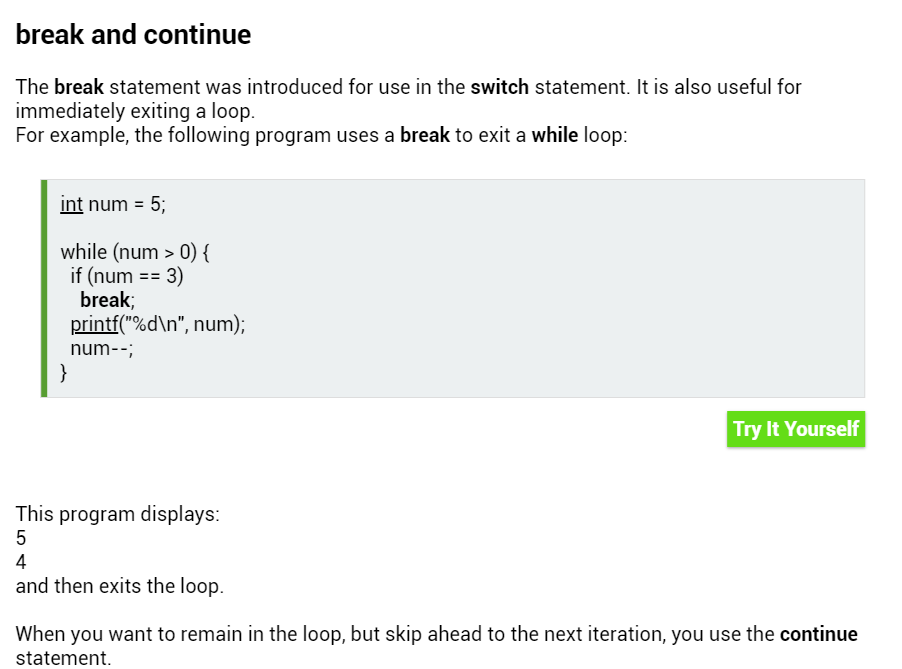 break and continue
The break statement was introduced for use in the switch statement. It is also useful for
immediately exiting a loop.
For example, the following program uses a break to exit a while loop:
int num = 5;
while (num > 0) {
if (num == 3)
break;
printf("%d\n", num);
num--;
}
Try It Yourself
This program displays:
5
4
and then exits the loop.
When you want to remain in the loop, but skip ahead to the next iteration, you use the continue
statement.